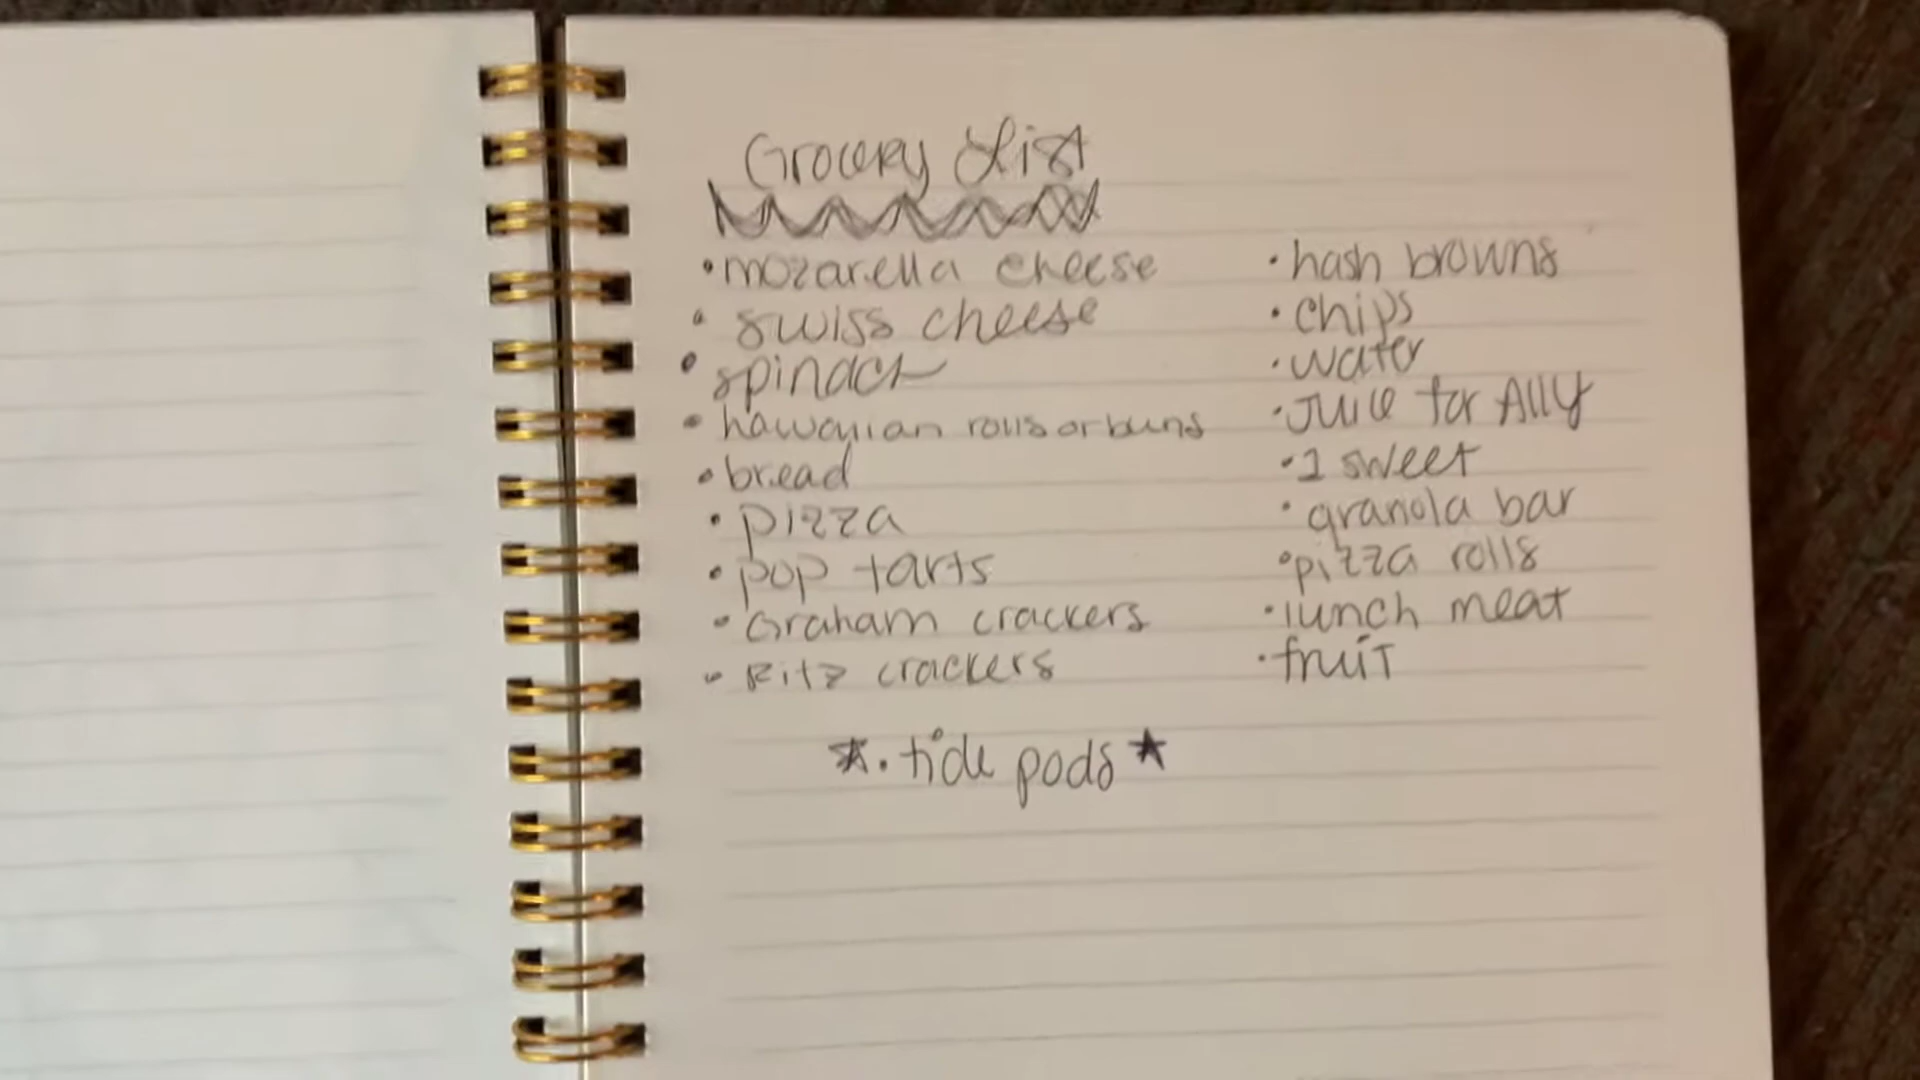 Grocery List
• mozarella cheese
• swiss cheese
• spinach
• hawaiian rolls or buns
• bread
• pizza
• pop tarts
• Graham crackers
• Ritz crackers
• hash browns
• chips
• water
• Juice for Ally
• 1 sweet
• granola bar
• pizza rolls
• lunch meat
• fruit
★ • tide pods ★